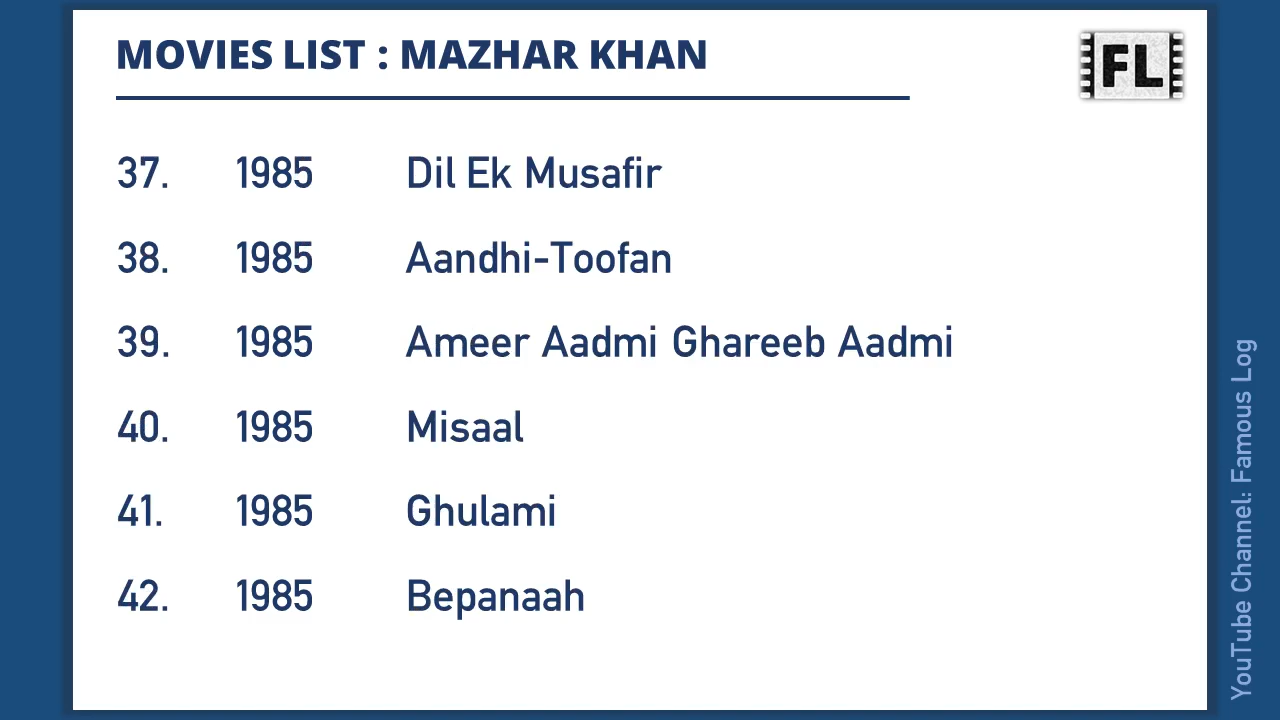 MOVIES LIST : MAZHAR KHAN
FL
37. 1985 Dil Ek Musafir
38. 1985 Aandhi-Toofan
39. 1985 Ameer Aadmi Ghareeb Aadmi
40. 1985 Misaal
41. 1985 Ghulami
42. 1985 Bepanaah
YouTube Channel: Famous Log